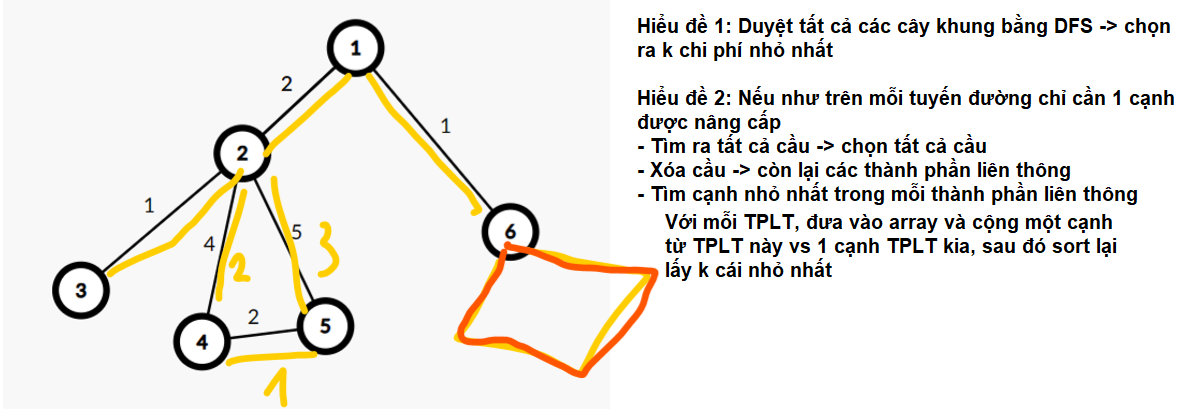 1
2
1
2
1
4
5
3
2
6
3
2
4
5
1
Hiểu đề 1: Duyệt tất cả các cây khung bằng DFS -> chọn
ra k chi phí nhỏ nhất
Hiểu đề 2: Nếu như trên mỗi tuyến đường chỉ cần 1 cạnh
được nâng cấp
- Tìm ra tất cả cầu -> chọn tất cả cầu
- Xóa cầu -> còn lại các thành phần liên thông
- Tìm cạnh nhỏ nhất trong mỗi thành phần liên thông
Với mỗi TPLT, đưa vào array và cộng một cạnh
từ TPLT này vs 1 cạnh TPLT kia, sau đó sort lại
lấy k cái nhỏ nhất